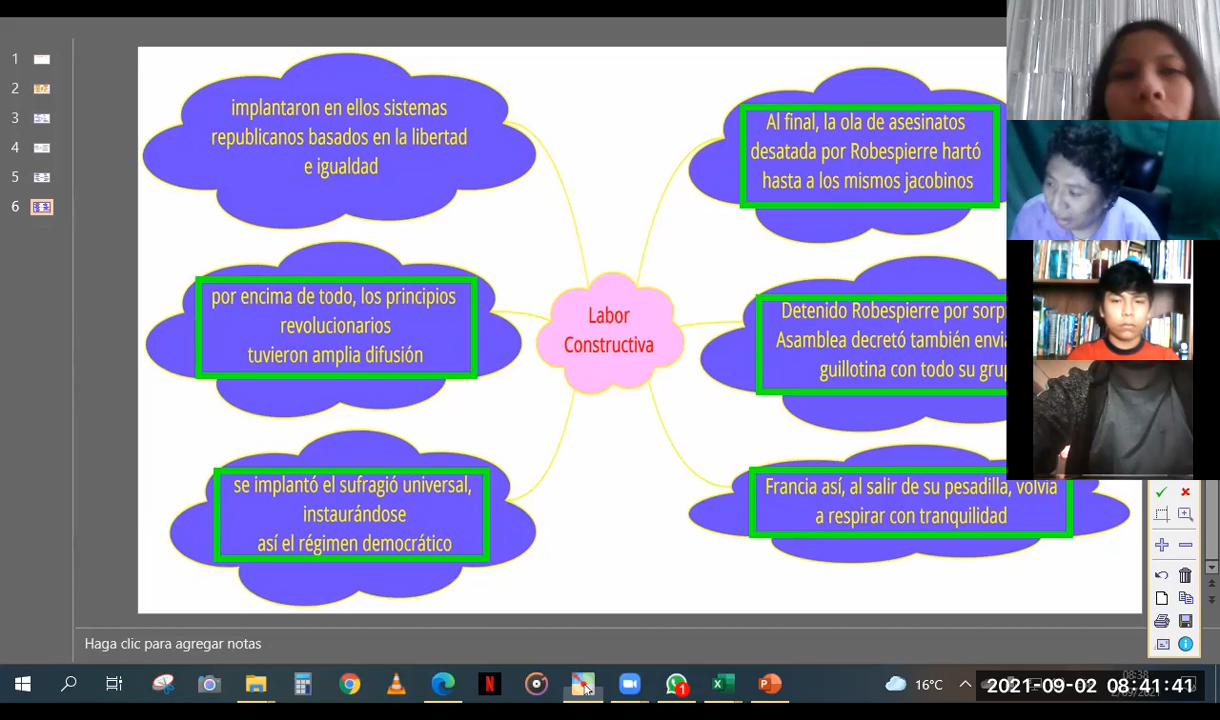 1
2
3
4
5
6
implantaron en ellos sistemas
republicanos basados en la libertad
e igualdad
por encima de todo, los principios
revolucionarios
tuvieron amplia difusión
se implantó el sufragió universal,
instaurándose
así el régimen democrático
Labor
Constructiva
Al final, la ola de asesinatos
desatada por Robespierre hartó
hasta a los mismos jacobinos
Detenido Robespierre por
Asamblea decretó también
guillotina con todo su
Francia así, al salir de su pesadilla, volvía
a respirar con tranquilidad
Haga clic para agregar notas
16°C
08:38
2021-09-02 08:41:41